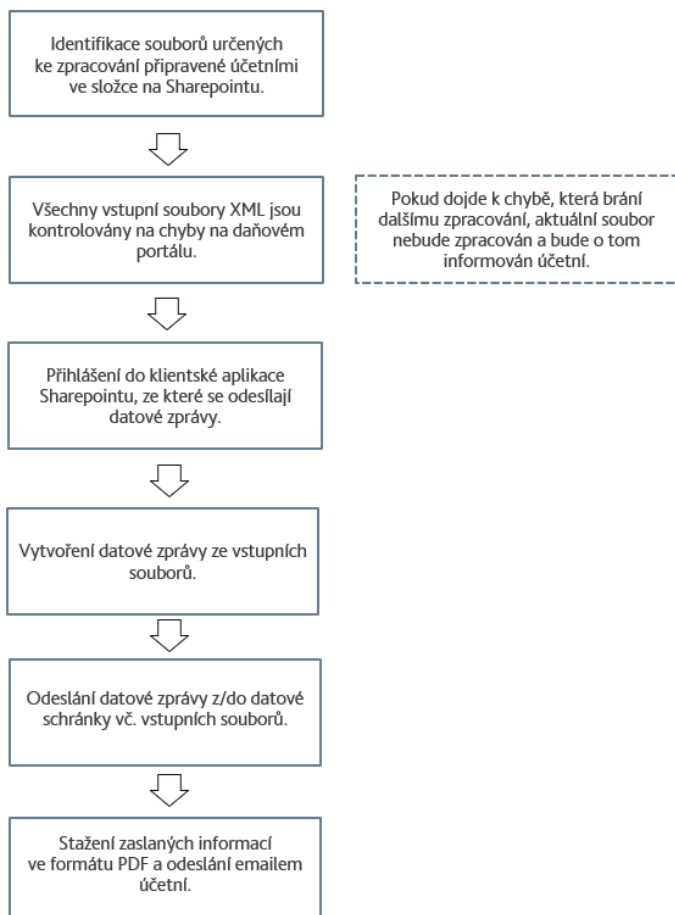 Identifikace souborů určených
ke zpracování připravené účetními
ve složce na Sharepointu.
Všechny vstupní soubory XML jsou
kontrolovány na chyby na daňovém
portálu.
Pokud dojde k chybě, která brání
dalšímu zpracování, aktuální soubor
nebude zpracován a bude o tom
informován účetní.
Přihlášení do klientské aplikace
Sharepointu, ze které se odesílají
datové zprávy.
Vytvoření datové zprávy ze vstupních
souborů.
Odeslání datové zprávy z/do datové
schránky vč. vstupních souborů.
Stažení zaslaných informací
ve formátu PDF a odeslání emailem
účetní.